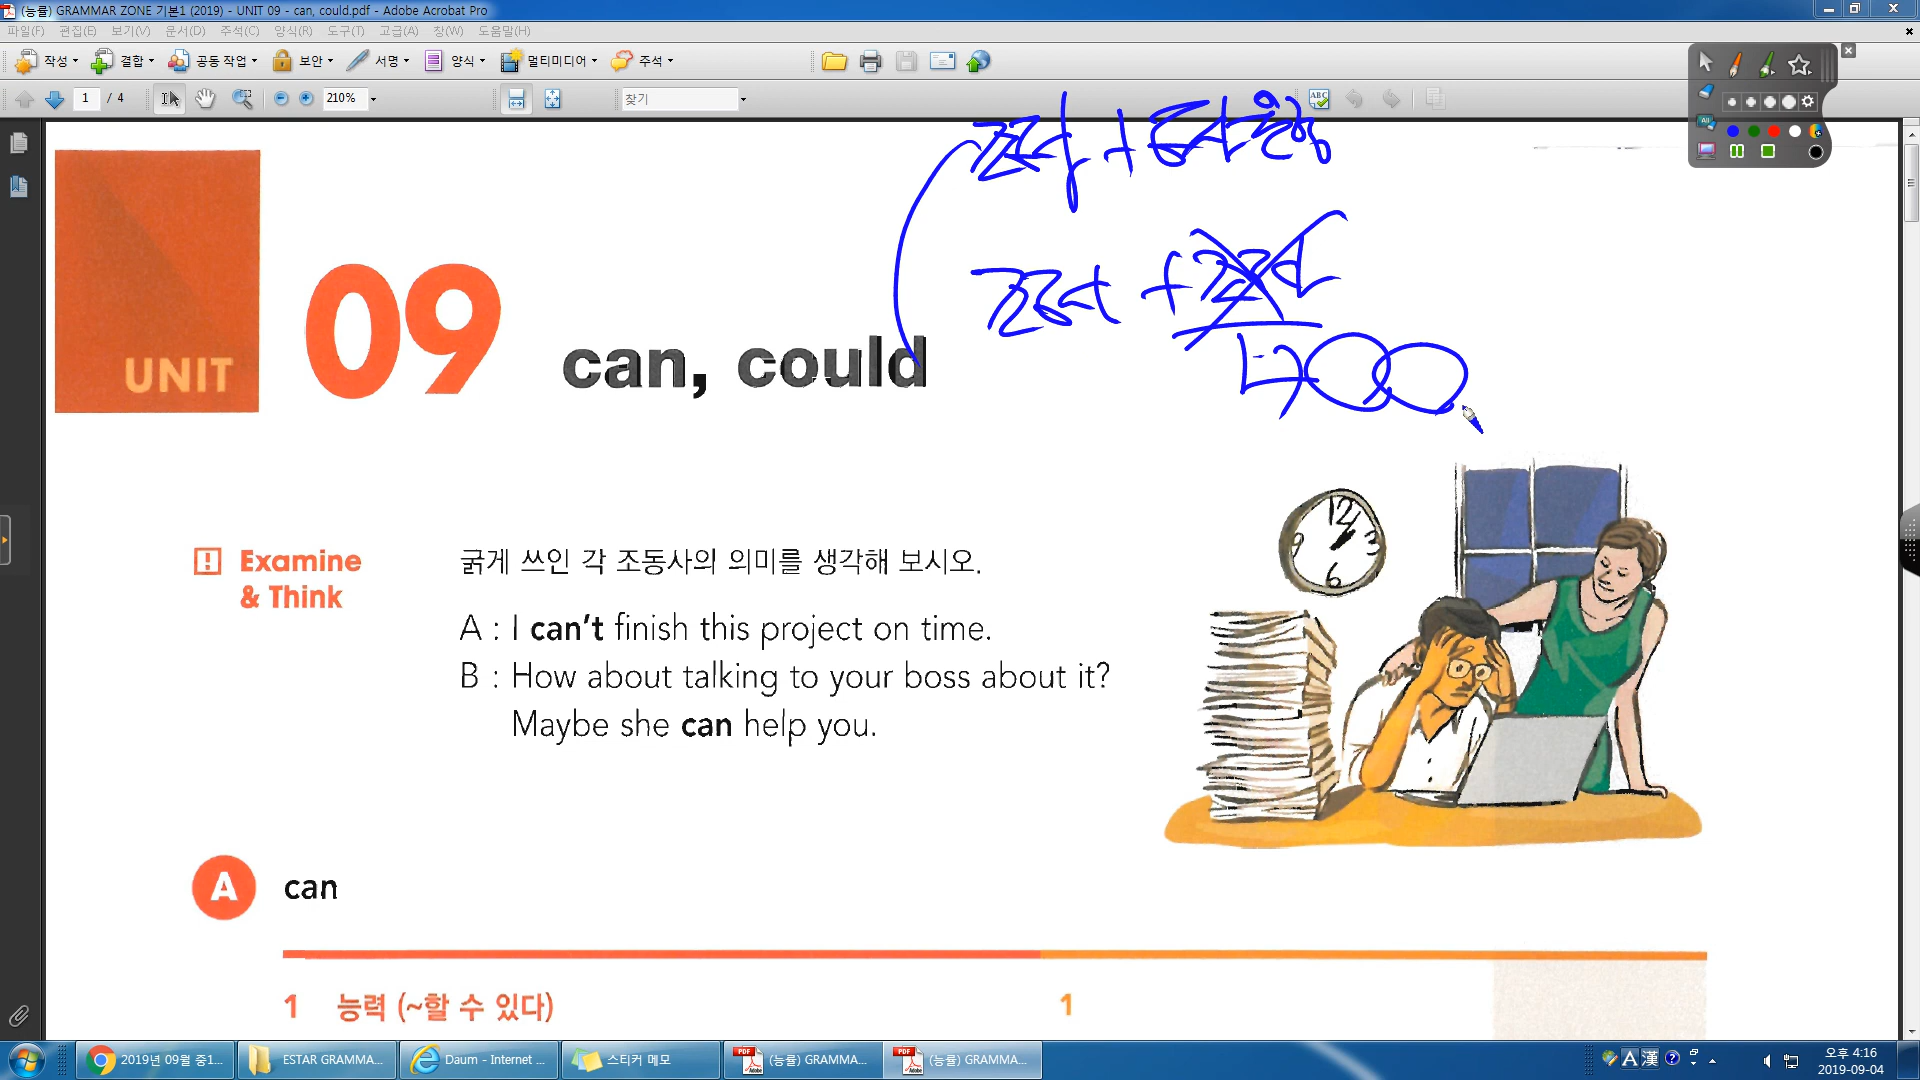 (능률) GRAMMAR ZONE 기본1 (2019) - UNIT 09 - can, could.pdf - Adobe Acrobat Pro
파일(F) 편집(E) 보기(V) 문서(D) 주석(C) 양식(R) 도구(T) 고급(A) 창(W) 도움말(H)
작성 결합 공동 작업 보안 서명 양식 멀티미디어 주석
1 / 4 210% 찾기
UNIT
09
can, could
! Examine
& Think
굵게 쓰인 각 조동사의 의미를 생각해 보시오.
A : I can't finish this project on time.
B : How about talking to your boss about it?
Maybe she can help you.
12
3
6
9
A can
1 능력 (~할 수 있다)
1
2019년 09월 중1...
ESTAR GRAMMA...
Daum - Internet ...
스티커 메모
(능률) GRAMMA...
(능률) GRAMMA...
A 漢
오후 4:16
2019-09-04